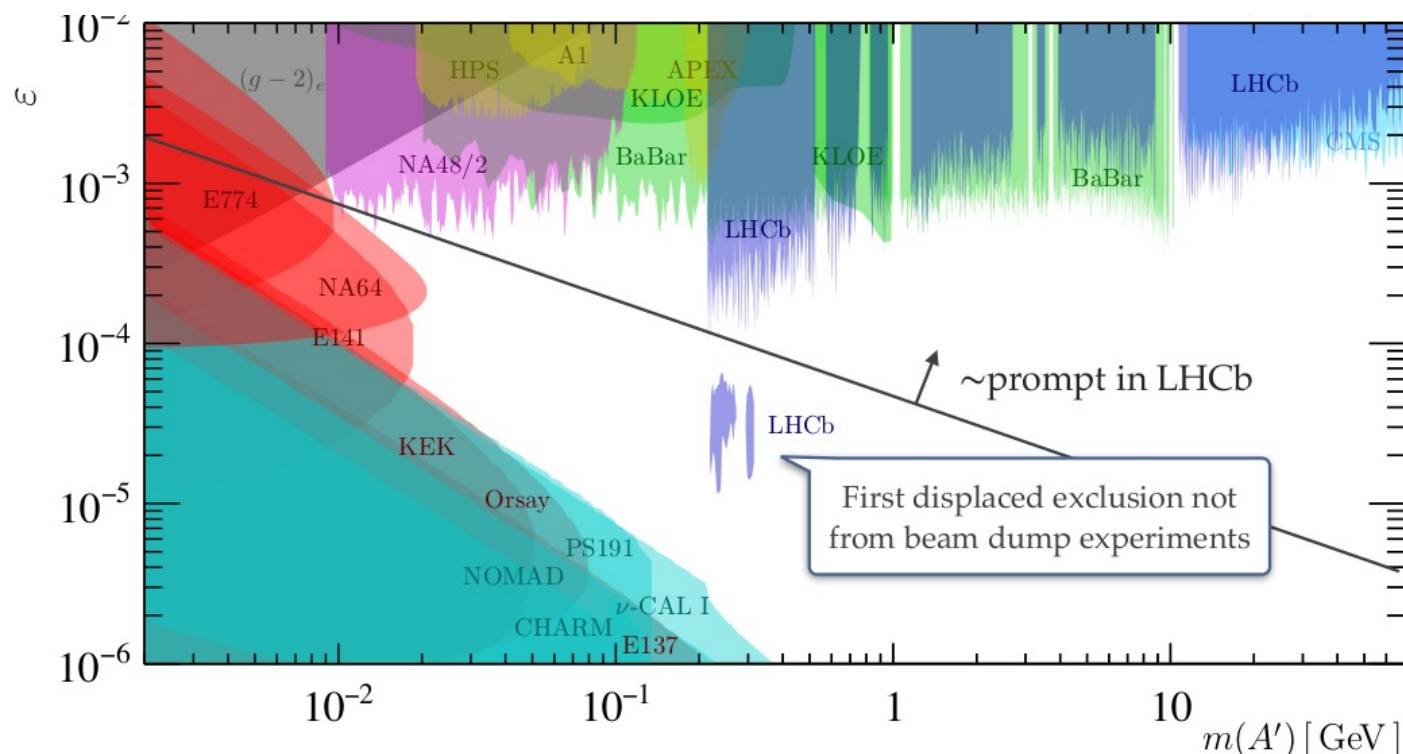 10⁻²
ε
(g − 2)ₑ
HPS
A1
APEX
LHCb
KLOE
CMS
NA48/2
BaBar
KLOE
BaBar
10⁻³
E774
LHCb
NA64
E141
10⁻⁴
~prompt in LHCb
LHCb
KEK
First displaced exclusion not
from beam dump experiments
10⁻⁵
Orsay
PS191
NOMAD
ν-CAL I
CHARM
E137
10⁻⁶
10⁻² 10⁻¹ 1 10
m(A′) [GeV]